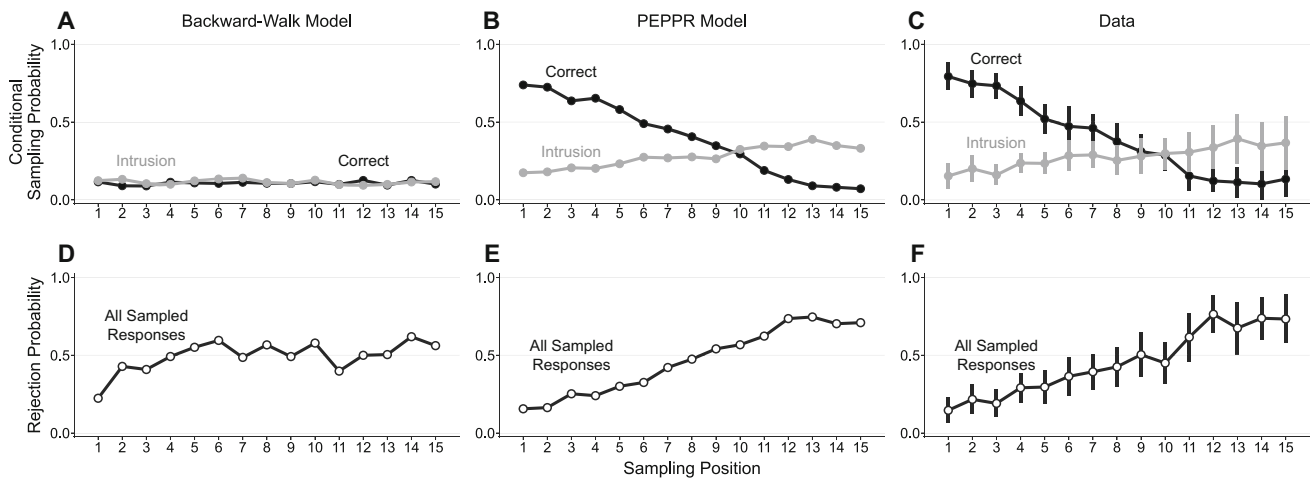 A Backward-Walk Model
B PEPPR Model
C Data
Conditional
Sampling Probability
1.0
0.5
0.0
Intrusion
Correct
1 2 3 4 5 6 7 8 9 10 11 12 13 14 15
1.0
0.5
0.0
Correct
Intrusion
1 2 3 4 5 6 7 8 9 10 11 12 13 14 15
1.0
0.5
0.0
Correct
Intrusion
1 2 3 4 5 6 7 8 9 10 11 12 13 14 15
D
Rejection Probability
1.0
0.5
0.0
All Sampled
Responses
1 2 3 4 5 6 7 8 9 10 11 12 13 14 15
E
1.0
0.5
0.0
All Sampled
Responses
1 2 3 4 5 6 7 8 9 10 11 12 13 14 15
Sampling Position
F
1.0
0.5
0.0
All Sampled
Responses
1 2 3 4 5 6 7 8 9 10 11 12 13 14 15